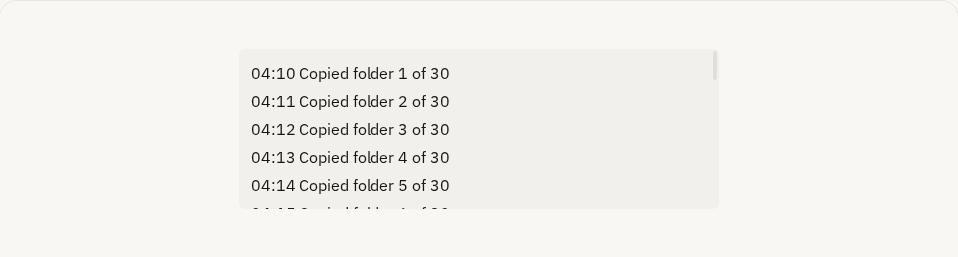 04:10 Copied folder 1 of 30
04:11 Copied folder 2 of 30
04:12 Copied folder 3 of 30
04:13 Copied folder 4 of 30
04:14 Copied folder 5 of 30